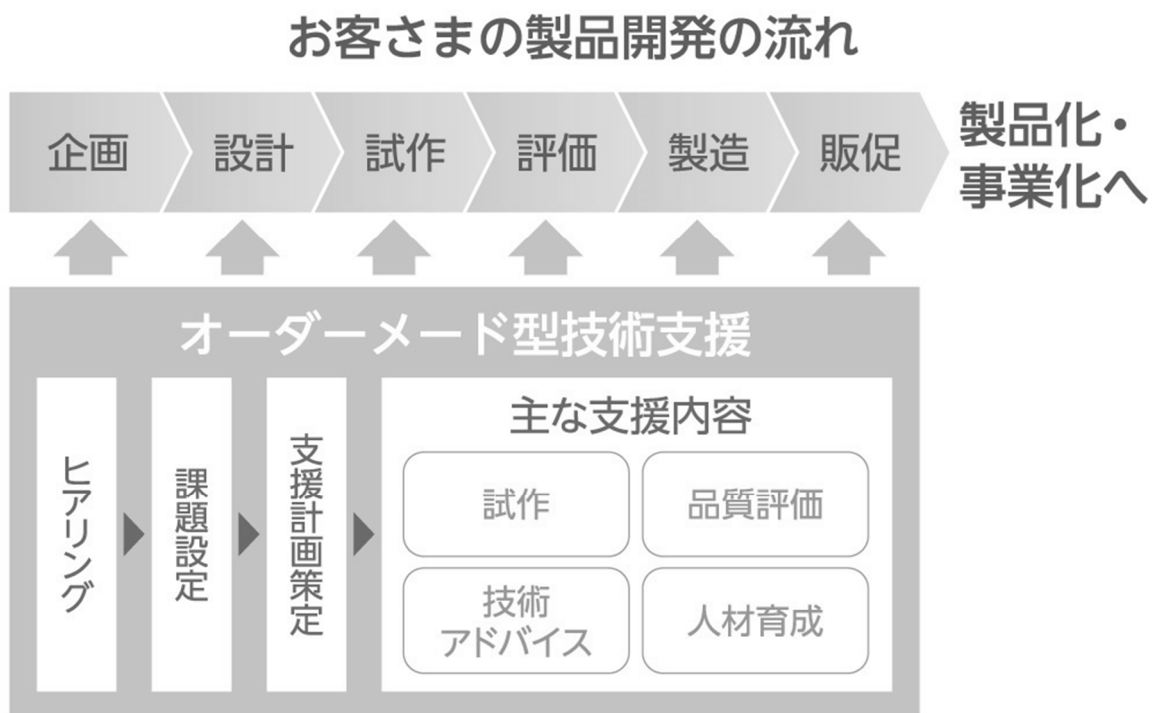 お客さまの製品開発の流れ
企画
設計
試作
評価
製造
販促
製品化・
事業化へ
オーダーメード型技術支援
ヒアリング
課題設定
支援計画策定
主な支援内容
試作
品質評価
技術
アドバイス
人材育成